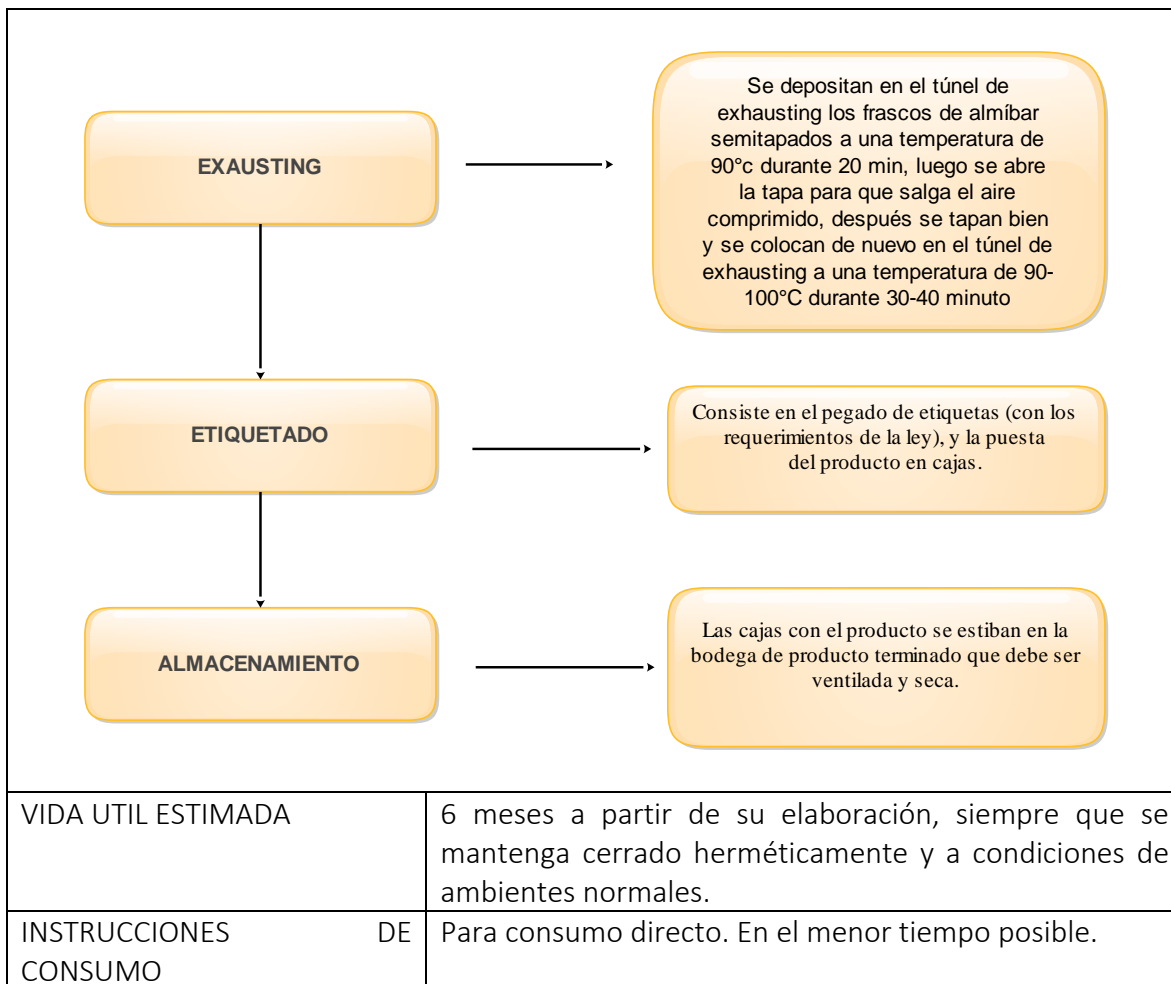 EXAUSTING
Se depositan en el túnel de
exhausting los frascos de almíbar
semitapados a una temperatura de
90°c durante 20 min, luego se abre
la tapa para que salga el aire
comprimido, después se tapan bien
y se colocan de nuevo en el túnel de
exhausting a una temperatura de 90-
100°C durante 30-40 minuto
ETIQUETADO
Consiste en el pegado de etiquetas (con los
requerimientos de la ley), y la puesta
del producto en cajas.
ALMACENAMIENTO
Las cajas con el producto se estiban en la
bodega de producto terminado que debe ser
ventilada y seca.
VIDA UTIL ESTIMADA
6 meses a partir de su elaboración, siempre que se
mantenga cerrado herméticamente y a condiciones de
ambientes normales.
INSTRUCCIONES DE
CONSUMO
Para consumo directo. En el menor tiempo posible.